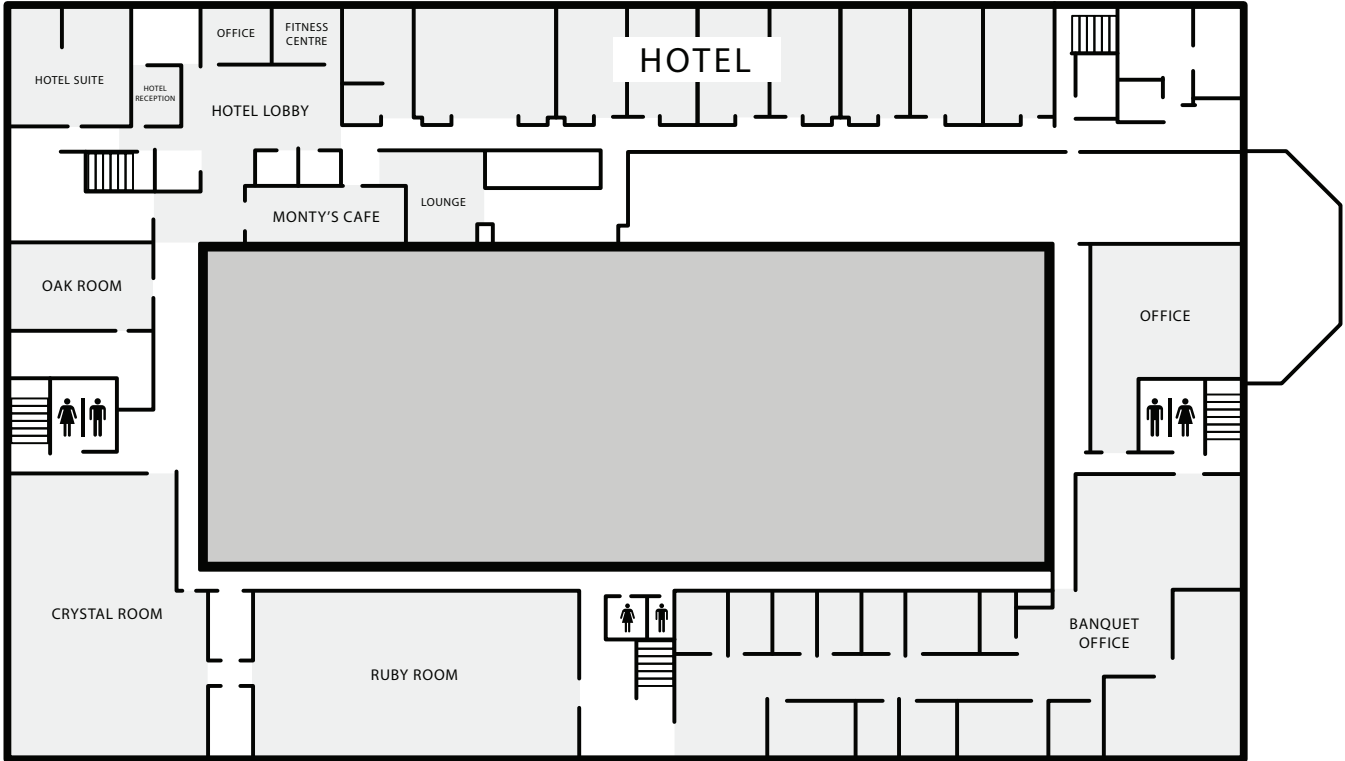 OFFICE
FITNESS
CENTRE
HOTEL
HOTEL SUITE
HOTEL
RECEPTION
HOTEL LOBBY
LOUNGE
MONTY'S CAFE
OAK ROOM
OFFICE
CRYSTAL ROOM
BANQUET
OFFICE
RUBY ROOM